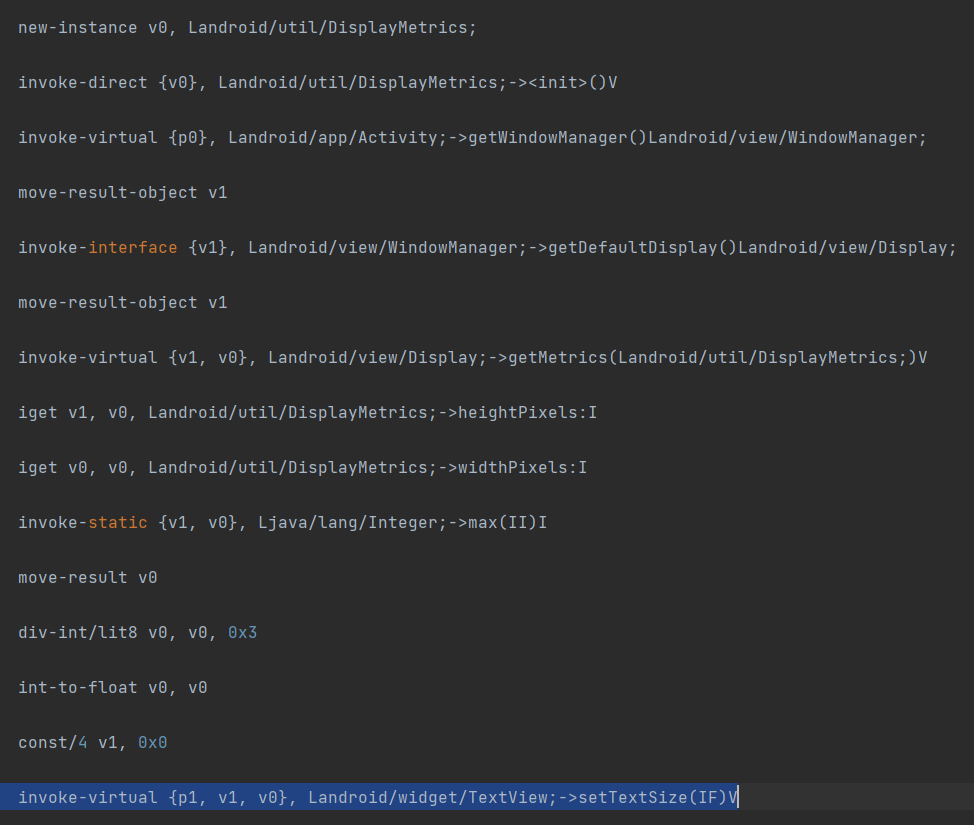 new-instance v0, Landroid/util/DisplayMetrics;
invoke-direct {v0}, Landroid/util/DisplayMetrics;-><init>()V
invoke-virtual {p0}, Landroid/app/Activity;->getWindowManager()Landroid/view/WindowManager;
move-result-object v1
invoke-interface {v1}, Landroid/view/WindowManager;->getDefaultDisplay()Landroid/view/Display;
move-result-object v1
invoke-virtual {v1, v0}, Landroid/view/Display;->getMetrics(Landroid/util/DisplayMetrics;)V
iget v1, v0, Landroid/util/DisplayMetrics;->heightPixels:I
iget v0, v0, Landroid/util/DisplayMetrics;->widthPixels:I
invoke-static {v1, v0}, Ljava/lang/Integer;->max(II)I
move-result v0
div-int/lit8 v0, v0, 0x3
int-to-float v0, v0
const/4 v1, 0x0
invoke-virtual {p1, v1, v0}, Landroid/widget/TextView;->setTextSize(IF)V